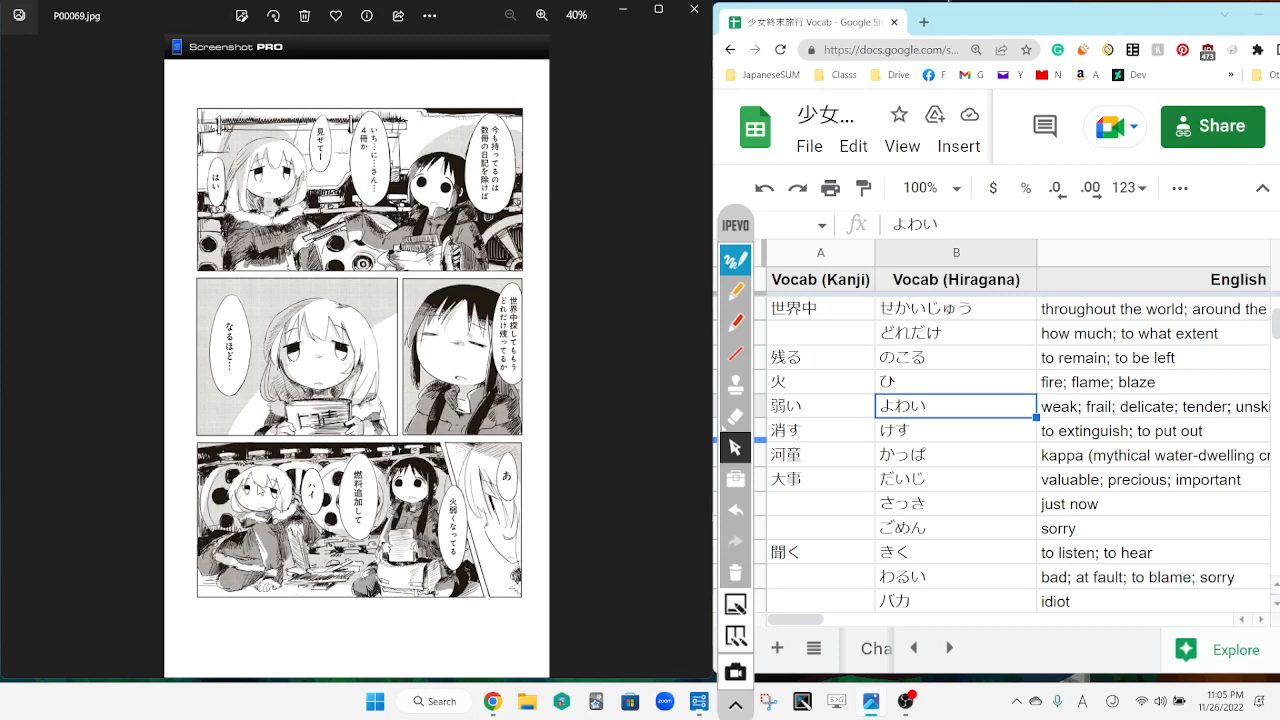 P00069.jpg
40%
Screenshot PRO
今も持ってるのは
数冊の日記を除けば
いち…に…さん…
4冊か
見せてー
はい
世界中探してももう
どれだけ残ってるか
なるほど…
あ
火弱くなってる
燃料追加して
ハイ
少女終末旅行 Vocab - Google Sh
https://docs.google.com/s...
473
JapaneseSUM
Classs
Drive
F
G
Y
N
A
Dev
»
Ot
少女...
File Edit View Insert
Share
100%
$ % .0 .00 123
IPEVO
fx よわい
A B
Vocab (Kanji) Vocab (Hiragana) English
世界中 せかいじゅう throughout the world; around the
どれだけ how much; to what extent
残る のこる to remain; to be left
火 ひ fire; flame; blaze
弱い よわい weak; frail; delicate; tender; unski
消す けす to extinguish; to put out
河童 かっぱ kappa (mythical water-dwelling cr
大事 だいじ valuable; precious; important
さっき just now
ごめん sorry
聞く きく to listen; to hear
わるい bad; at fault; to blame; sorry
バカ idiot
Cha
Explore
Search
zoom
A
11:05 PM
11/26/2022